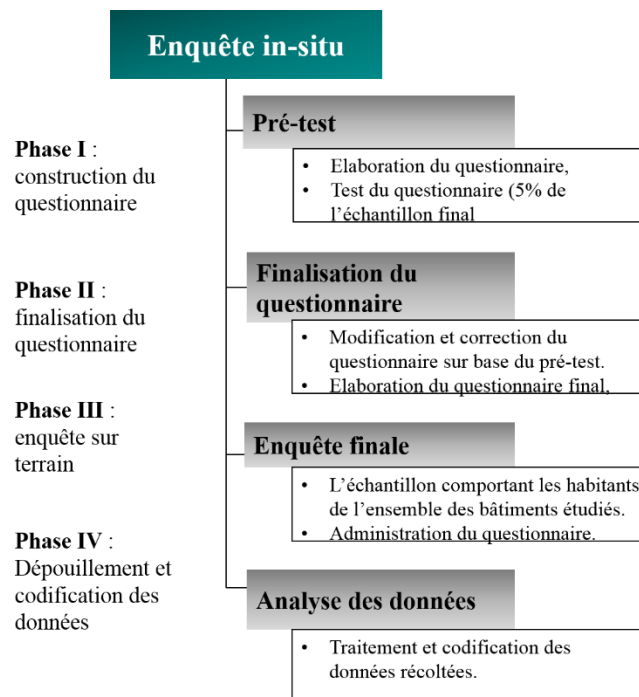 Enquête in-situ
Phase I :
construction du
questionnaire
Pré-test
• Elaboration du questionnaire,
• Test du questionnaire (5% de
l'échantillon final
Phase II :
finalisation du
questionnaire
Finalisation du
questionnaire
• Modification et correction du
questionnaire sur base du pré-test.
• Elaboration du questionnaire final,
Phase III :
enquête sur
terrain
Enquête finale
• L'échantillon comportant les habitants
de l'ensemble des bâtiments étudiés.
• Administration du questionnaire.
Phase IV :
Dépouillement et
codification des
données
Analyse des données
• Traitement et codification des
données récoltées.